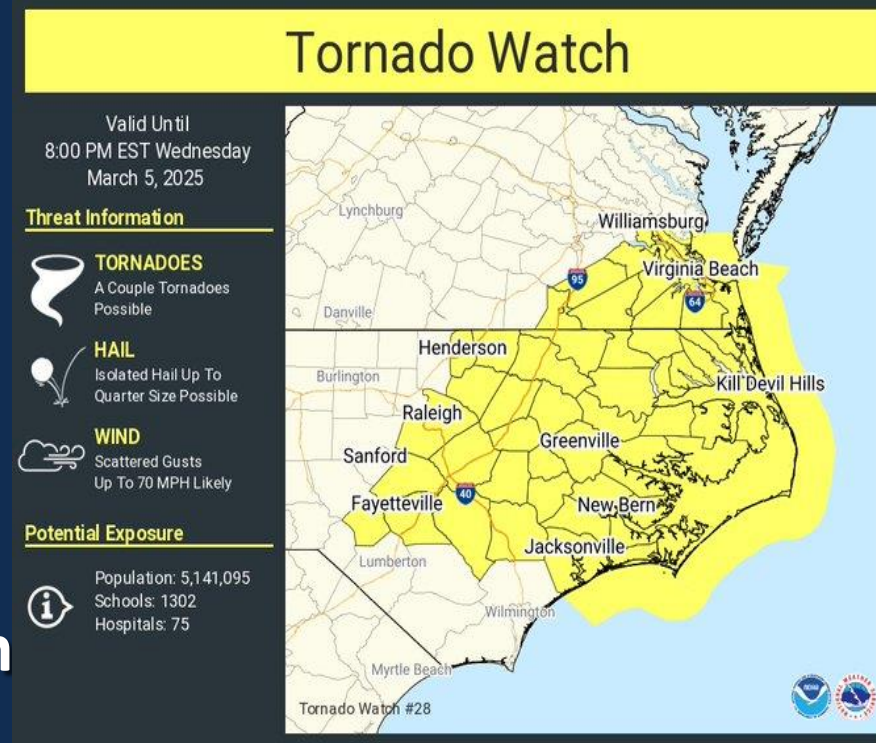 Tornado Watch
Valid Until
8:00 PM EST Wednesday
March 5, 2025
Threat Information
TORNADOES
A Couple Tornadoes
Possible
HAIL
Isolated Hail Up To
Quarter Size Possible
WIND
Scattered Gusts
Up To 70 MPH Likely
Potential Exposure
Population: 5,141,095
Schools: 1302
Hospitals: 75
n
Lynchburg
Williamsburg
Virginia Beach
95
64
Danville
Henderson
Burlington
Kill Devil Hills
Raleigh
Greenville
Sanford
Fayetteville
40
New Bern
Jacksonville
Lumberton
Wilmington
Myrtle Beach
Tornado Watch #28
NOAA